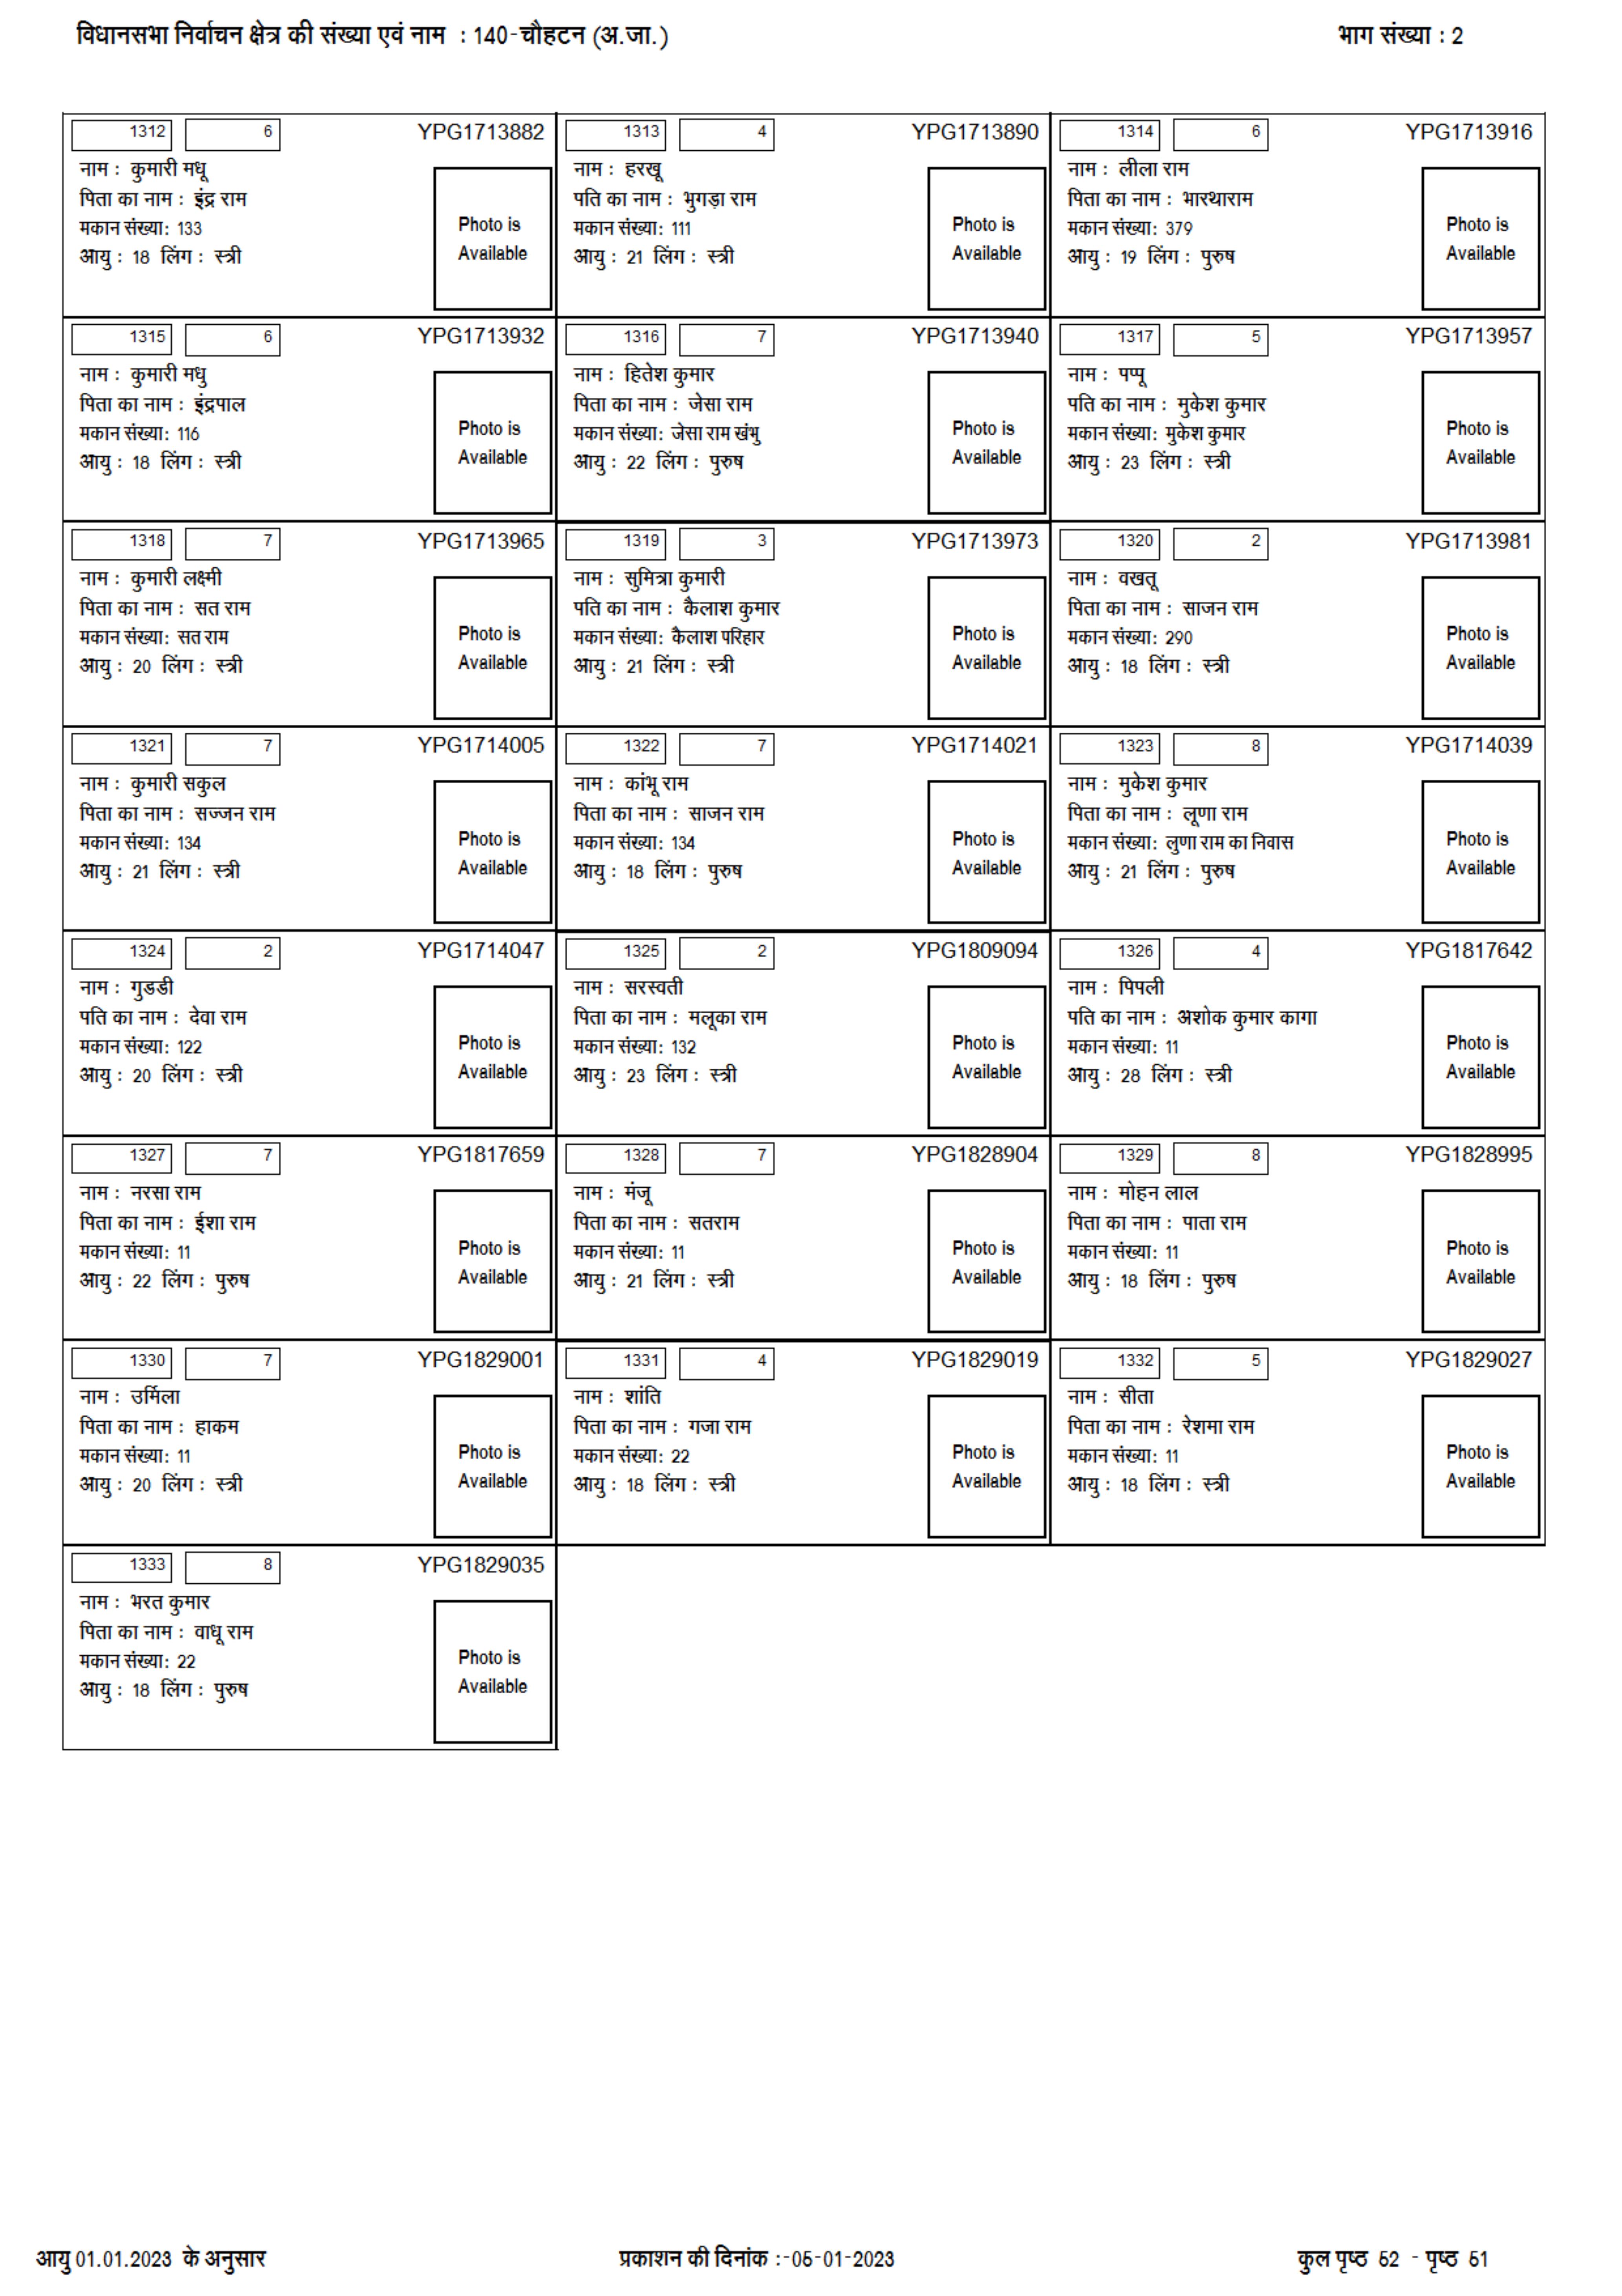 विधानसभा निर्वाचन क्षेत्र की संख्या एवं नाम : 140-चौहटन (अ.जा.) भाग संख्या : 2
1312 6 YPG1713882
नाम : कुमारी मधू
पिता का नाम : इंद्र राम
मकान संख्या: 133
आयु : 18 लिंग : स्त्री
Photo is
Available
1313 4 YPG1713890
नाम : हरखू
पति का नाम : भुगड़ा राम
मकान संख्या: 111
आयु : 21 लिंग : स्त्री
Photo is
Available
1314 6 YPG1713916
नाम : लीला राम
पिता का नाम : भारथाराम
मकान संख्या: 379
आयु : 19 लिंग : पुरुष
Photo is
Available
1315 6 YPG1713932
नाम : कुमारी मधु
पिता का नाम : इंद्रपाल
मकान संख्या: 116
आयु : 18 लिंग : स्त्री
Photo is
Available
1316 7 YPG1713940
नाम : हितेश कुमार
पिता का नाम : जेसा राम
मकान संख्या: जेसा राम खंभु
आयु : 22 लिंग : पुरुष
Photo is
Available
1317 5 YPG1713957
नाम : पप्पू
पति का नाम : मुकेश कुमार
मकान संख्या: मुकेश कुमार
आयु : 23 लिंग : स्त्री
Photo is
Available
1318 7 YPG1713965
नाम : कुमारी लक्ष्मी
पिता का नाम : सत राम
मकान संख्या: सत राम
आयु : 20 लिंग : स्त्री
Photo is
Available
1319 3 YPG1713973
नाम : सुमित्रा कुमारी
पति का नाम : कैलाश कुमार
मकान संख्या: कैलाश परिहार
आयु : 21 लिंग : स्त्री
Photo is
Available
1320 2 YPG1713981
नाम : वखतू
पिता का नाम : साजन राम
मकान संख्या: 290
आयु : 18 लिंग : स्त्री
Photo is
Available
1321 7 YPG1714005
नाम : कुमारी सकुल
पिता का नाम : सज्जन राम
मकान संख्या: 134
आयु : 21 लिंग : स्त्री
Photo is
Available
1322 7 YPG1714021
नाम : कांभू राम
पिता का नाम : साजन राम
मकान संख्या: 134
आयु : 18 लिंग : पुरुष
Photo is
Available
1323 8 YPG1714039
नाम : मुकेश कुमार
पिता का नाम : लूणा राम
मकान संख्या: लुणा राम का निवास
आयु : 21 लिंग : पुरुष
Photo is
Available
1324 2 YPG1714047
नाम : गुडडी
पति का नाम : देवा राम
मकान संख्या: 122
आयु : 20 लिंग : स्त्री
Photo is
Available
1325 2 YPG1809094
नाम : सरस्वती
पिता का नाम : मलूका राम
मकान संख्या: 132
आयु : 23 लिंग : स्त्री
Photo is
Available
1326 4 YPG1817642
नाम : पिपली
पति का नाम : अशोक कुमार कागा
मकान संख्या: 11
आयु : 28 लिंग : स्त्री
Photo is
Available
1327 7 YPG1817659
नाम : नरसा राम
पिता का नाम : ईशा राम
मकान संख्या: 11
आयु : 22 लिंग : पुरुष
Photo is
Available
1328 7 YPG1828904
नाम : मंजू
पिता का नाम : सतराम
मकान संख्या: 11
आयु : 21 लिंग : स्त्री
Photo is
Available
1329 8 YPG1828995
नाम : मोहन लाल
पिता का नाम : पाता राम
मकान संख्या: 11
आयु : 18 लिंग : पुरुष
Photo is
Available
1330 7 YPG1829001
नाम : उर्मिला
पिता का नाम : हाकम
मकान संख्या: 11
आयु : 20 लिंग : स्त्री
Photo is
Available
1331 4 YPG1829019
नाम : शांति
पिता का नाम : गजा राम
मकान संख्या: 22
आयु : 18 लिंग : स्त्री
Photo is
Available
1332 5 YPG1829027
नाम : सीता
पिता का नाम : रेशमा राम
मकान संख्या: 11
आयु : 18 लिंग : स्त्री
Photo is
Available
1333 8 YPG1829035
नाम : भरत कुमार
पिता का नाम : वाधू राम
मकान संख्या: 22
आयु : 18 लिंग : पुरुष
Photo is
Available
आयु 01.01.2023 के अनुसार प्रकाशन की दिनांक :-05-01-2023 कुल पृष्ठ 52 - पृष्ठ 51